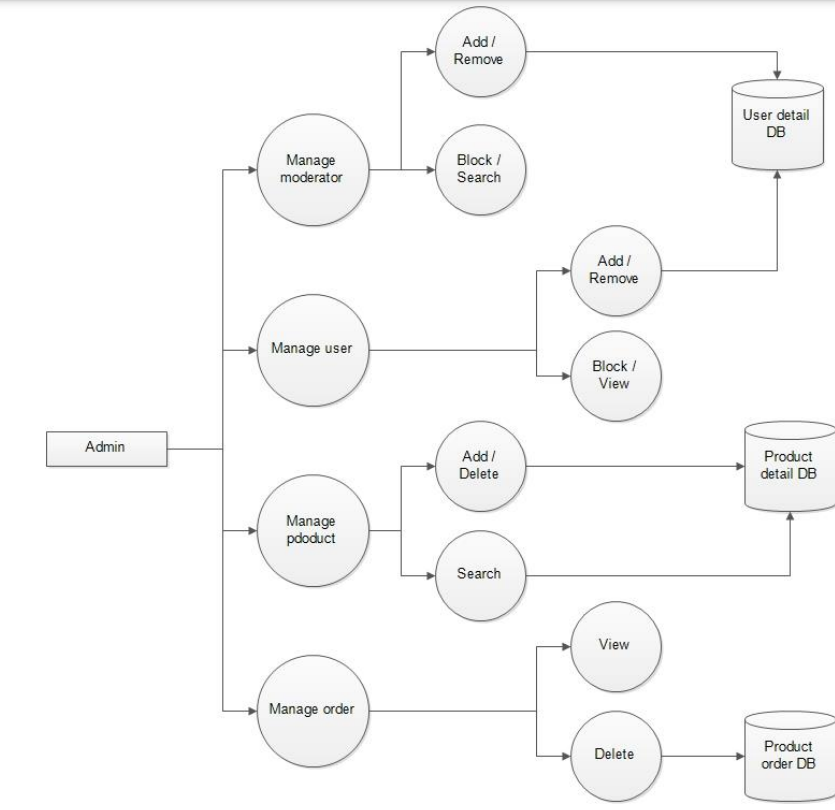 Add /
Remove
User detail
DB
Manage
moderator
Block /
Search
Add /
Remove
Manage user
Block /
View
Admin
Add /
Delete
Product
detail DB
Manage
pdoduct
Search
View
Manage order
Delete
Product
order DB